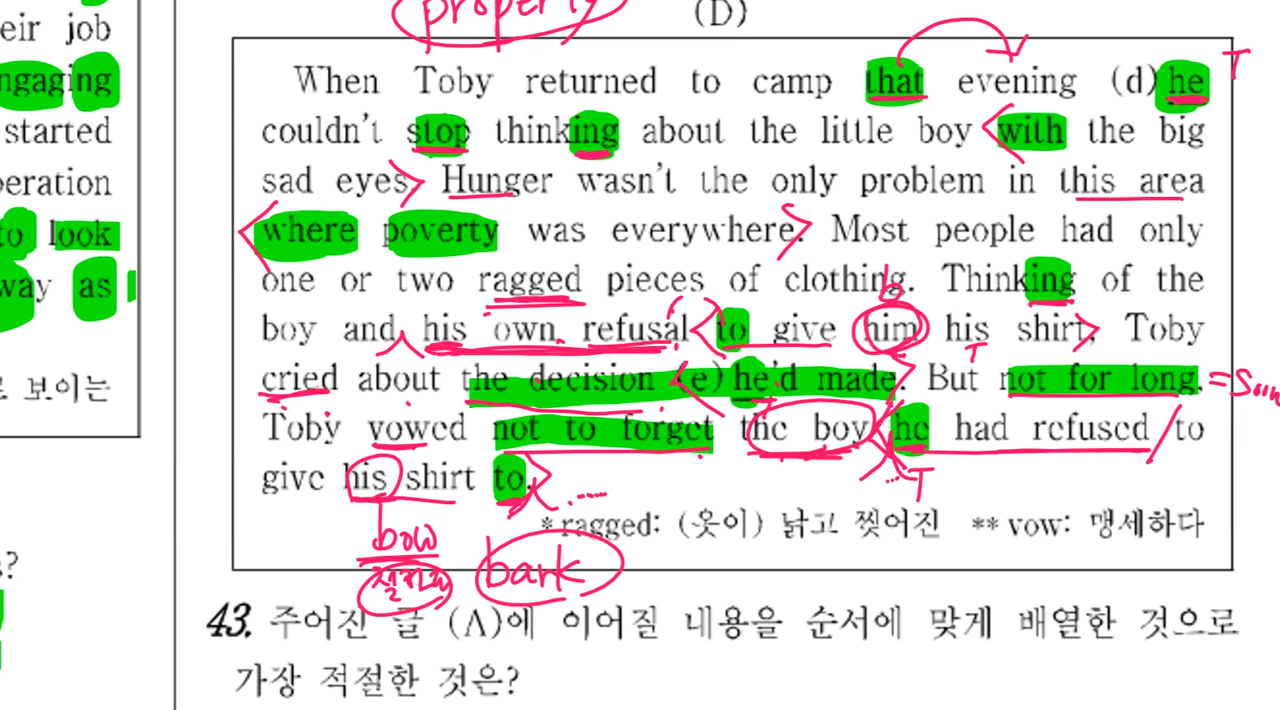 property
(D)
eir job
ngaging
started
peration
to look
way as
로 보이는
s?
When Toby returned to camp that evening (d) he T
couldn't stop thinking about the little boy with the big
sad eyes. Hunger wasn't the only problem in this area
where poverty was everywhere. Most people had only
one or two ragged pieces of clothing. Thinking of the
b
boy and his own refusal to give him his shirt, Toby
T
cried about the decision (e) he'd made. But not for long. =
Toby vowed not to forget the boy he had refused to
T
give his shirt to.
* ragged: (옷이) 낡고 찢어진 ** vow: 맹세하다
bow
bark
43. 주어진 글 (A)에 이어질 내용을 순서에 맞게 배열한 것으로
가장 적절한 것은?